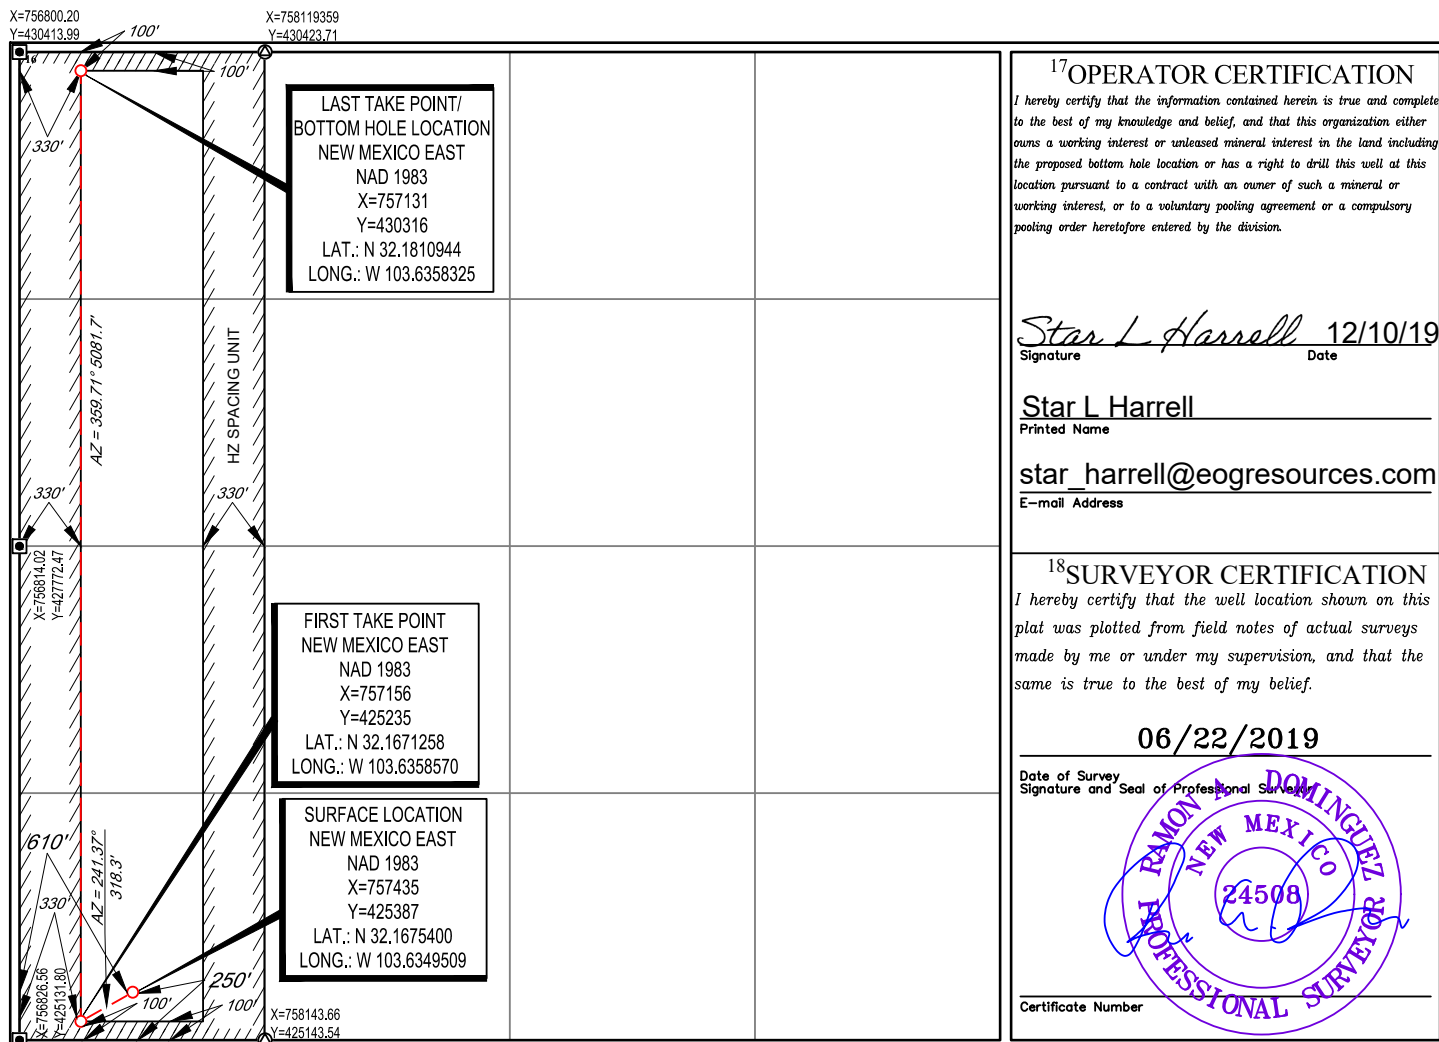 X=756800.20
Y=430413.99
X=758119359
Y=430423.71
100'
100'
16
330'
LAST TAKE POINT/
BOTTOM HOLE LOCATION
NEW MEXICO EAST
NAD 1983
X=757131
Y=430316
LAT.: N 32.1810944
LONG.: W 103.6358325
AZ = 359.71° 5081.7'
HZ SPACING UNIT
330'
330'
X=756814.02
Y=427772.47
FIRST TAKE POINT
NEW MEXICO EAST
NAD 1983
X=757156
Y=425235
LAT.: N 32.1671258
LONG.: W 103.6358570
SURFACE LOCATION
NEW MEXICO EAST
NAD 1983
X=757435
Y=425387
LAT.: N 32.1675400
LONG.: W 103.6349509
610'
AZ = 241.37°
318.3'
330'
X=756826.56
Y=425131.80
250'
100'
100'
X=758143.66
Y=425143.54
17OPERATOR CERTIFICATION
I hereby certify that the information contained herein is true and complete
to the best of my knowledge and belief, and that this organization either
owns a working interest or unleased mineral interest in the land including
the proposed bottom hole location or has a right to drill this well at this
location pursuant to a contract with an owner of such a mineral or
working interest, or to a voluntary pooling agreement or a compulsory
pooling order heretofore entered by the division.
Star L Harrell 12/10/19
Signature Date
Star L Harrell
Printed Name
star_harrell@eogresources.com
E-mail Address
18SURVEYOR CERTIFICATION
I hereby certify that the well location shown on this
plat was plotted from field notes of actual surveys
made by me or under my supervision, and that the
same is true to the best of my belief.
06/22/2019
Date of Survey
Signature and Seal of Professional Surveyor
RAMON A. DOMINGUEZ
NEW MEXICO
24508
PROFESSIONAL SURVEYOR
Certificate Number